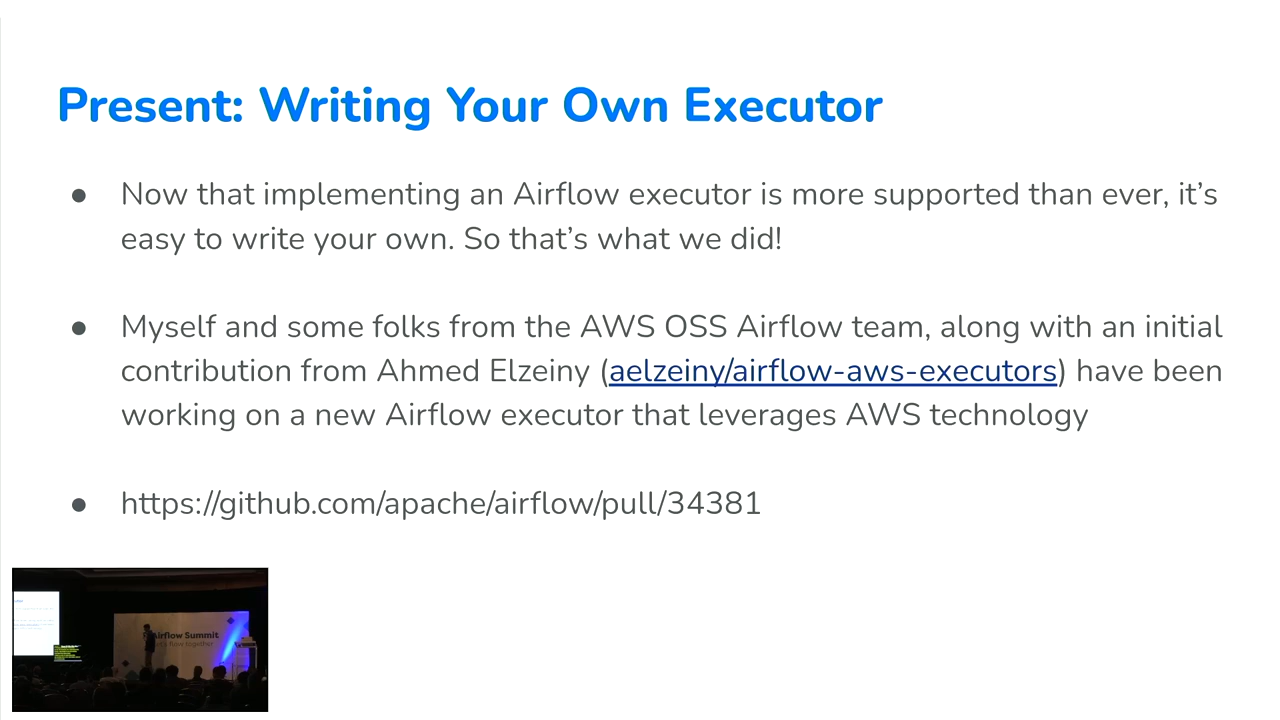 Present: Writing Your Own Executor
● Now that implementing an Airflow executor is more supported than ever, it’s
easy to write your own. So that’s what we did!
● Myself and some folks from the AWS OSS Airflow team, along with an initial
contribution from Ahmed Elzeiny (aelzeiny/airflow-aws-executors) have been
working on a new Airflow executor that leverages AWS technology
● https://github.com/apache/airflow/pull/34381
Airflow Summit